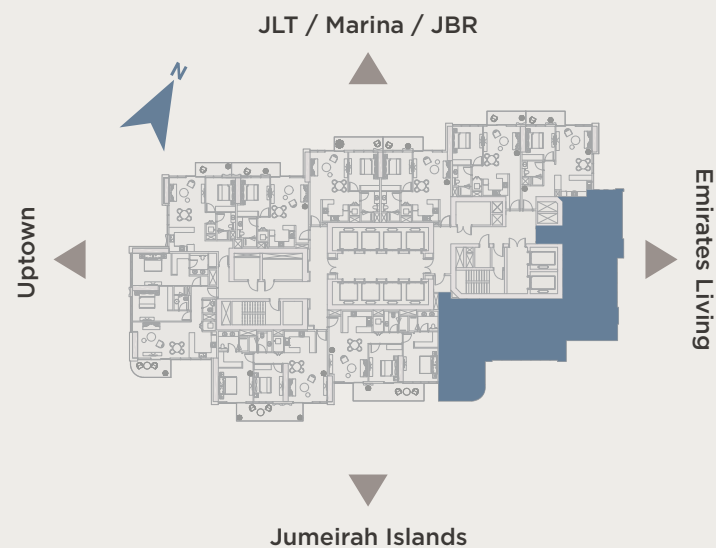 JLT / Marina / JBR
N
Uptown
Emirates Living
Jumeirah Islands